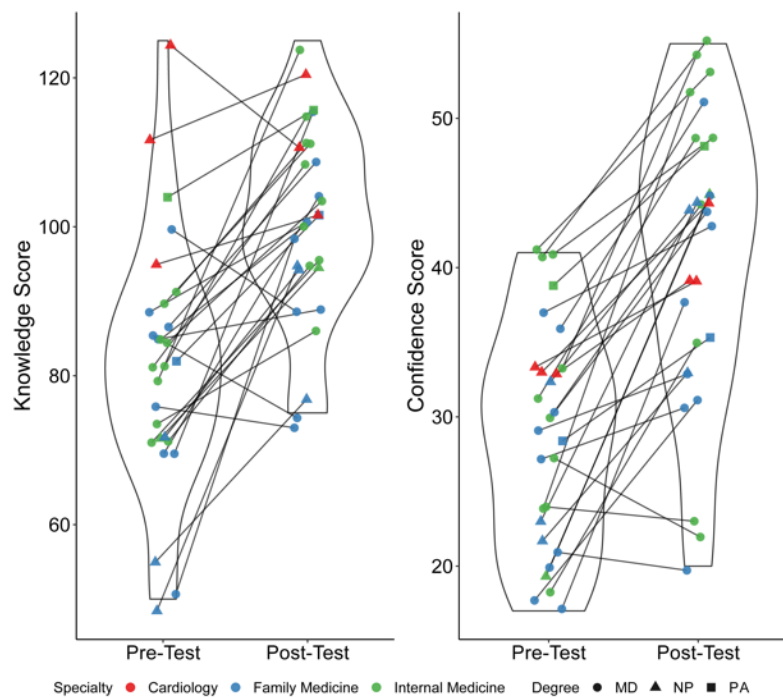 Knowledge Score
120
100
80
60
Pre-Test Post-Test
Confidence Score
50
40
30
20
Pre-Test Post-Test
Specialty Cardiology Family Medicine Internal Medicine Degree MD NP PA